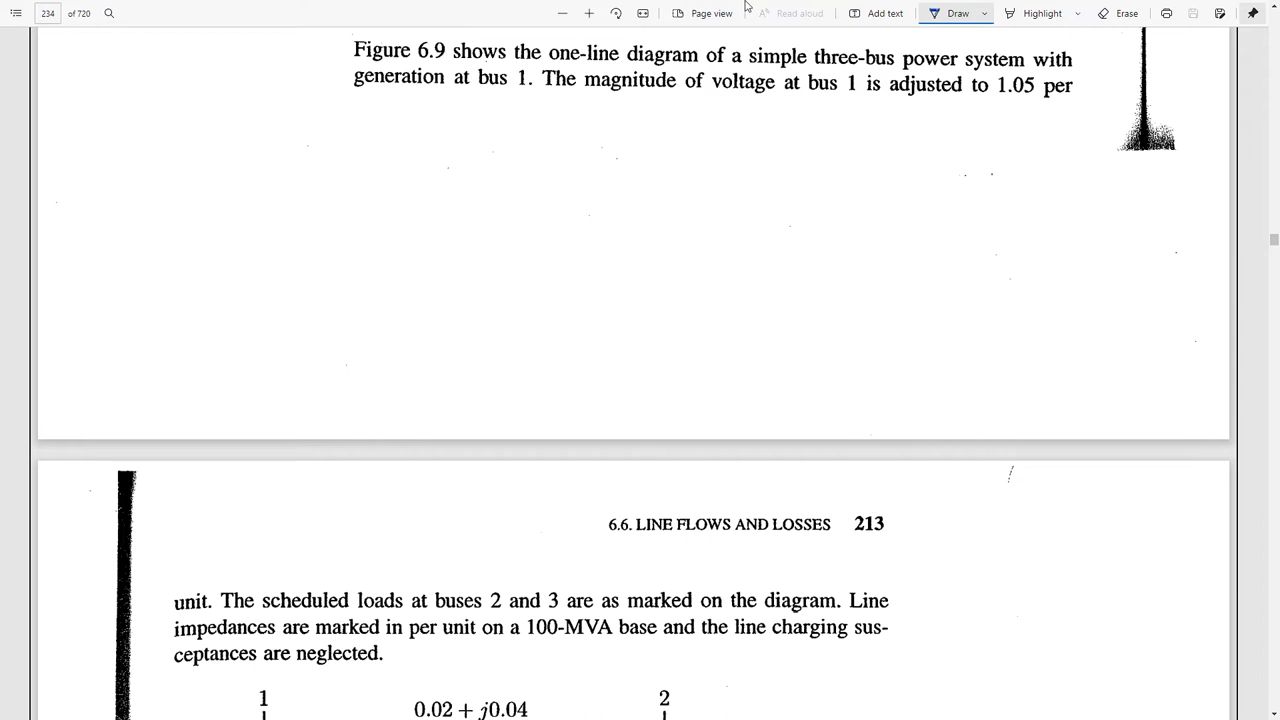 234 of 720 Page view Read aloud Add text Draw Highlight Erase
Figure 6.9 shows the one-line diagram of a simple three-bus power system with
generation at bus 1. The magnitude of voltage at bus 1 is adjusted to 1.05 per
6.6. LINE FLOWS AND LOSSES 213
unit. The scheduled loads at buses 2 and 3 are as marked on the diagram. Line
impedances are marked in per unit on a 100-MVA base and the line charging sus-
ceptances are neglected.
1 2
0.02 + j0.04